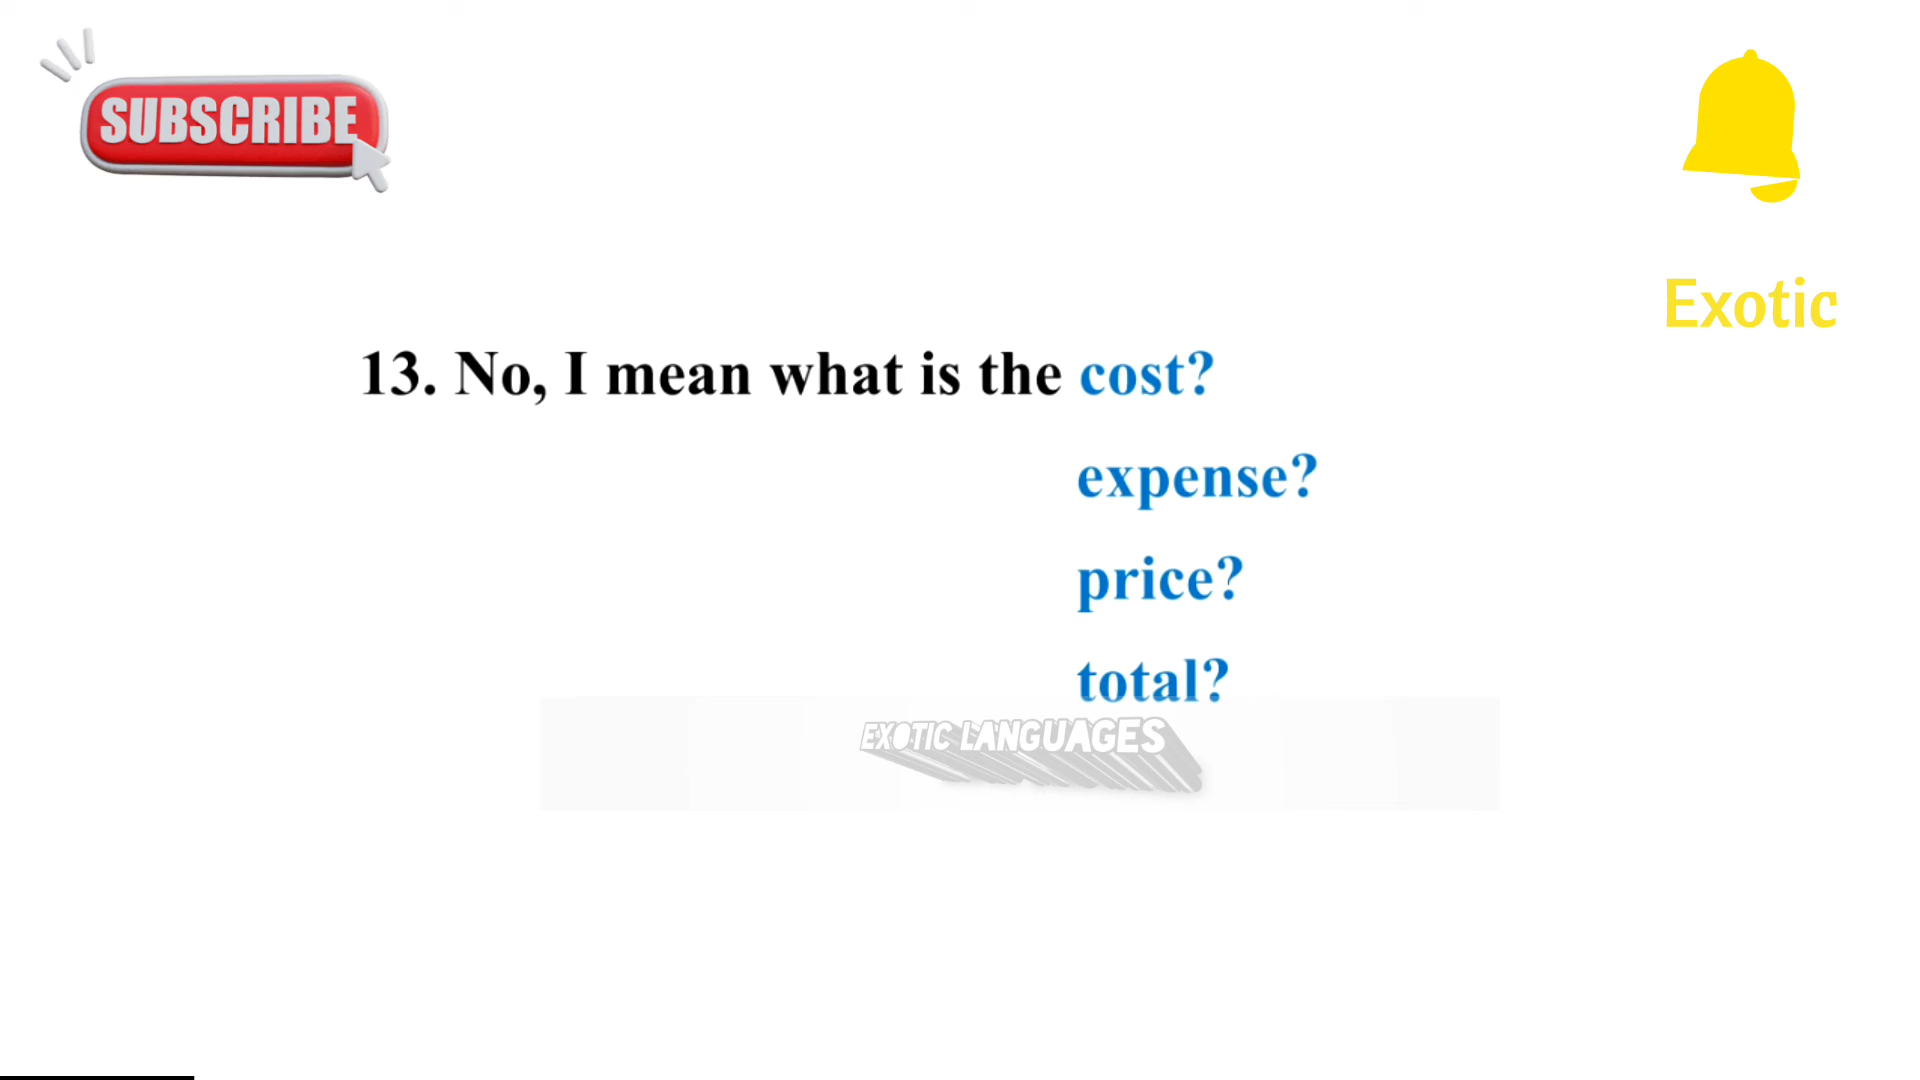 SUBSCRIBE
Exotic
13. No, I mean what is the cost?
expense?
price?
total?
EXOTIC LANGUAGES